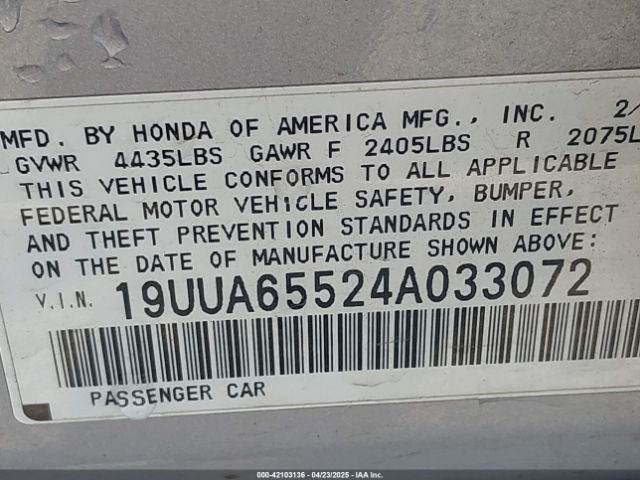 MFD. BY HONDA OF AMERICA MFG., INC. 2/
GVWR 4435LBS GAWR F 2405LBS R 2075L
THIS VEHICLE CONFORMS TO ALL APPLICABLE
FEDERAL MOTOR VEHICLE SAFETY, BUMPER,
AND THEFT PREVENTION STANDARDS IN EFFECT
ON THE DATE OF MANUFACTURE SHOWN ABOVE:
V.I.N. 19UUA65524A033072
PASSENGER CAR
000-42103136 - 04/23/2025 - IAA Inc.